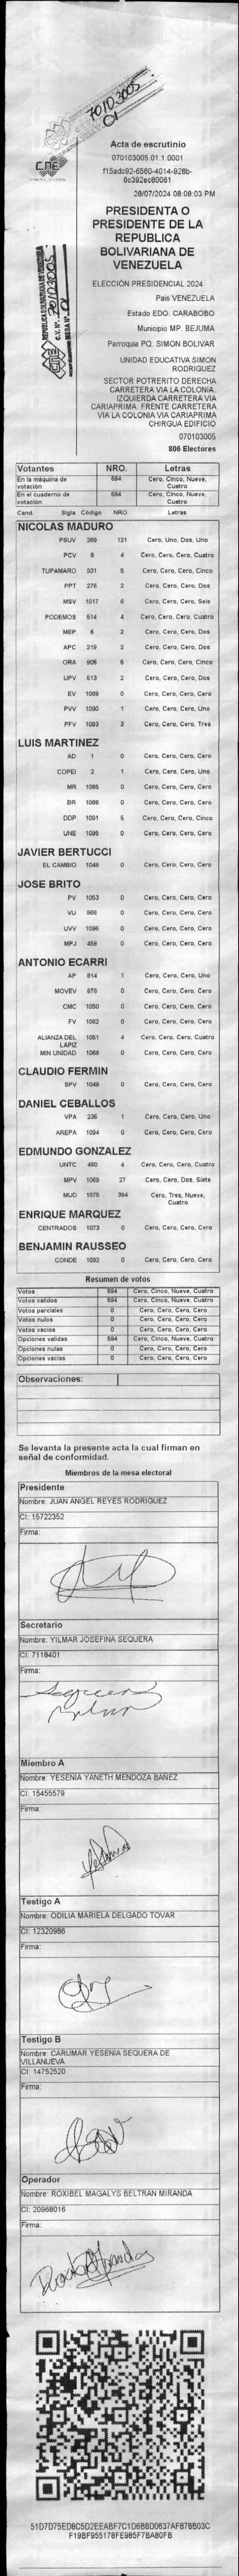 70103005
01
CNE
REPUBLICA BOLIVARIANA DE VENEZUELA
70103005
C.V. Nº
MESA Nº 01
CNE
Acta de escrutinio
070103005.01.1.0001
28/07/2024 08:08:03 PM
PRESIDENTA O
PRESIDENTE DE LA
REPUBLICA
BOLIVARIANA DE
VENEZUELA
ELECCIÓN PRESIDENCIAL 2024
Pais VENEZUELA
Estado EDO. CARABOBO
Municipio MP. BEJUMA
Parroquia PQ. SIMON BOLIVAR
UNIDAD EDUCATIVA SIMON
RODRIGUEZ
SECTOR POTRERITO DERECHA
CARRETERA VIA LA COLONIA.
IZQUIERDA CARRETERA VIA
CARIAPRIMA. FRENTE CARRETERA
VIA LA COLONIA VIA CARIAPRIMA
CHIRGUA EDIFICIO
070103005
806 Electores
Votantes NRO. Letras
En la máquina de votación 594 Cero, Cinco, Nueve, Cuatro
En el cuaderno de votación 594 Cero, Cinco, Nueve, Cuatro
Cand. Sigla Código NRO. Letras
NICOLAS MADURO
PSUV 269 121 Cero, Uno, Dos, Uno
PCV 9 4 Cero, Cero, Cero, Cuatro
TUPAMARO 531 5 Cero, Cero, Cero, Cinco
PPT 276 2 Cero, Cero, Cero, Dos
MSV 1017 6 Cero, Cero, Cero, Seis
PODEMOS 514 4 Cero, Cero, Cero, Cuatro
MEP 6 2 Cero, Cero, Cero, Dos
APC 219 2 Cero, Cero, Cero, Dos
ORA 906 5 Cero, Cero, Cero, Cinco
UPV 513 2 Cero, Cero, Cero, Dos
EV 1089 0 Cero, Cero, Cero, Cero
PVV 1090 1 Cero, Cero, Cero, Uno
PFV 1093 3 Cero, Cero, Cero, Tres
LUIS MARTINEZ
AD 1 0 Cero, Cero, Cero, Cero
COPEI 2 1 Cero, Cero, Cero, Uno
MR 1065 0 Cero, Cero, Cero, Cero
BR 1066 0 Cero, Cero, Cero, Cero
DDP 1091 5 Cero, Cero, Cero, Cinco
UNE 1095 0 Cero, Cero, Cero, Cero
JAVIER BERTUCCI
EL CAMBIO 1048 0 Cero, Cero, Cero, Cero
JOSE BRITO
PV 1053 0 Cero, Cero, Cero, Cero
VU 868 0 Cero, Cero, Cero, Cero
UVV 1096 0 Cero, Cero, Cero, Cero
MPJ 458 0 Cero, Cero, Cero, Cero
ANTONIO ECARRI
AP 814 1 Cero, Cero, Cero, Uno
MOVEV 879 0 Cero, Cero, Cero, Cero
CMC 1050 0 Cero, Cero, Cero, Cero
FV 1062 0 Cero, Cero, Cero, Cero
ALIANZA DEL LAPIZ 1051 4 Cero, Cero, Cero, Cuatro
MIN UNIDAD 1088 0 Cero, Cero, Cero, Cero
CLAUDIO FERMIN
SPV 1049 0 Cero, Cero, Cero, Cero
DANIEL CEBALLOS
VPA 236 1 Cero, Cero, Cero, Uno
AREPA 1094 0 Cero, Cero, Cero, Cero
EDMUNDO GONZALEZ
UNTC 460 4 Cero, Cero, Cero, Cuatro
MPV 1069 27 Cero, Cero, Dos, Siete
MUD 1075 394 Cero, Tres, Nueve, Cuatro
ENRIQUE MARQUEZ
CENTRADOS 1073 0 Cero, Cero, Cero, Cero
BENJAMIN RAUSSEO
CONDE 1092 0 Cero, Cero, Cero, Cero
Resumen de votos
Votos 594 Cero, Cinco, Nueve, Cuatro
Votos validos 594 Cero, Cinco, Nueve, Cuatro
Votos parciales 0 Cero, Cero, Cero, Cero
Votos nulos 0 Cero, Cero, Cero, Cero
Votos vacios 0 Cero, Cero, Cero, Cero
Opciones validas 594 Cero, Cinco, Nueve, Cuatro
Opciones nulas 0 Cero, Cero, Cero, Cero
Opciones vacias 0 Cero, Cero, Cero, Cero
Observaciones:
Se levanta la presente acta la cual firman en
señal de conformidad.
Miembros de la mesa electoral
Presidente
Nombre: JUAN ANGEL REYES RODRIGUEZ
CI: 15722352
Firma:
Secretario
Nombre: YILMAR JOSEFINA SEQUERA
CI: 7118401
Firma:
Miembro A
Nombre: YESENIA YANETH MENDOZA BAÑEZ
CI: 15455579
Firma:
Testigo A
Nombre: ODILIA MARIELA DELGADO TOVAR
CI: 12320986
Firma:
Testigo B
Nombre: CARUMAR YESENIA SEQUERA DE
VILLANUEVA
CI: 14752520
Firma:
Operador
Nombre: ROXIBEL MAGALYS BELTRAN MIRANDA
CI: 20968016
Firma:
51D7D75ED8C5D2EEABF7C1D6BBD0637AF878B03C
F19BF955178FE985F7BA80FB